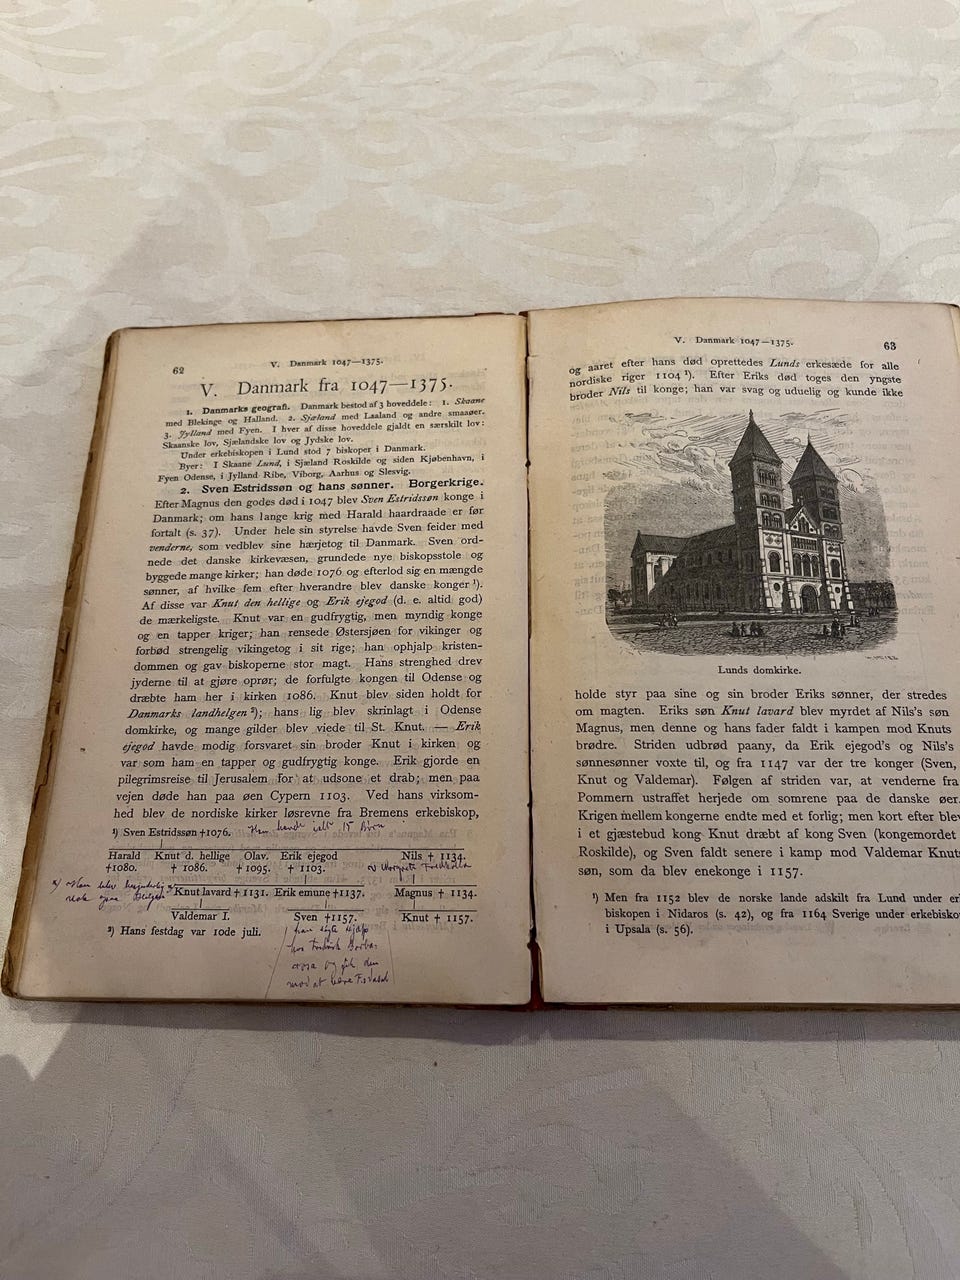 62
V. Danmark 1047—1375.
V. Danmark fra 1047—1375.
1. Danmarks geografi. Danmark bestod af 3 hoveddele: 1. Skaane
med Blekinge og Halland. 2. Sjæland med Laaland og andre smaaøer.
3. Jylland med Fyen. I hver af disse hoveddele gjaldt en særskilt lov:
Skaanske lov, Sjælandske lov og Jydske lov.
Under erkebiskopen i Lund stod 7 biskoper i Danmark.
Byer: I Skaane Lund, i Sjæland Roskilde og siden Kjøbenhavn, i
Fyen Odense, i Jylland Ribe, Viborg, Aarhus og Slesvig.
2. Sven Estridssøn og hans sønner. Borgerkrige.
Efter Magnus den godes død i 1047 blev Sven Estridssøn konge i
Danmark; om hans lange krig med Harald haardraade er før
fortalt (s. 37). Under hele sin styrelse havde Sven feider med
venderne, som vedblev sine hærjetog til Danmark. Sven ord-
nede det danske kirkevæsen, grundede nye biskopsstole og
byggede mange kirker; han døde 1076 og efterlod sig en mængde
sønner, af hvilke fem efter hverandre blev danske konger ¹).
Af disse var Knut den hellige og Erik ejegod (d. e. altid god)
de mærkeligste. Knut var en gudfrygtig, men myndig konge
og en tapper kriger; han rensede Østersjøen for vikinger og
forbød strengelig vikingetog i sit rige; han ophjalp kristen-
dommen og gav biskoperne stor magt. Hans strenghed drev
jyderne til at gjøre oprør; de forfulgte kongen til Odense og
dræbte ham her i kirken 1086. Knut blev siden holdt for
Danmarks landhelgen ²); hans lig blev skrinlagt i Odense
domkirke, og mange gilder blev viede til St. Knut. — Erik
ejegod havde modig forsvaret sin broder Knut i kirken og
var som ham en tapper og gudfrygtig konge. Erik gjorde en
pilegrimsreise til Jerusalem for at udsone et drab; men paa
vejen døde han paa øen Cypern 1103. Ved hans virksom-
hed blev de nordiske kirker løsrevne fra Bremens erkebiskop,
¹) Sven Estridssøn †1076. Han havde ialt 15 Børn
Harald Knut d. hellige Olav. Erik ejegod Nils † 1134.
†1080. † 1086. †1095. † 1103.
Knut lavard † 1131. Erik emune †1137. Magnus † 1134.
Valdemar I. Sven †1157. Knut † 1157.
²) Hans festdag var 10de juli.
V. Danmark 1047—1375.
63
og aaret efter hans død oprettedes Lunds erkesæde for alle
nordiske riger 1104 ¹). Efter Eriks død toges den yngste
broder Nils til konge; han var svag og uduelig og kunde ikke
Lunds domkirke.
holde styr paa sine og sin broder Eriks sønner, der stredes
om magten. Eriks søn Knut lavard blev myrdet af Nils's søn
Magnus, men denne og hans fader faldt i kampen mod Knuts
brødre. Striden udbrød paany, da Erik ejegod's og Nils's
sønnesønner voxte til, og fra 1147 var der tre konger (Sven,
Knut og Valdemar). Følgen af striden var, at venderne fra
Pommern ustraffet herjede om somrene paa de danske øer.
Krigen mellem kongerne endte med et forlig; men kort efter blev
i et gjæstebud kong Knut dræbt af kong Sven (kongemordet
Roskilde), og Sven faldt senere i kamp mod Valdemar Knuts
søn, som da blev enekonge i 1157.
¹) Men fra 1152 blev de norske lande adskilt fra Lund under er
biskopen i Nidaros (s. 42), og fra 1164 Sverige under erkebisko
i Upsala (s. 56).